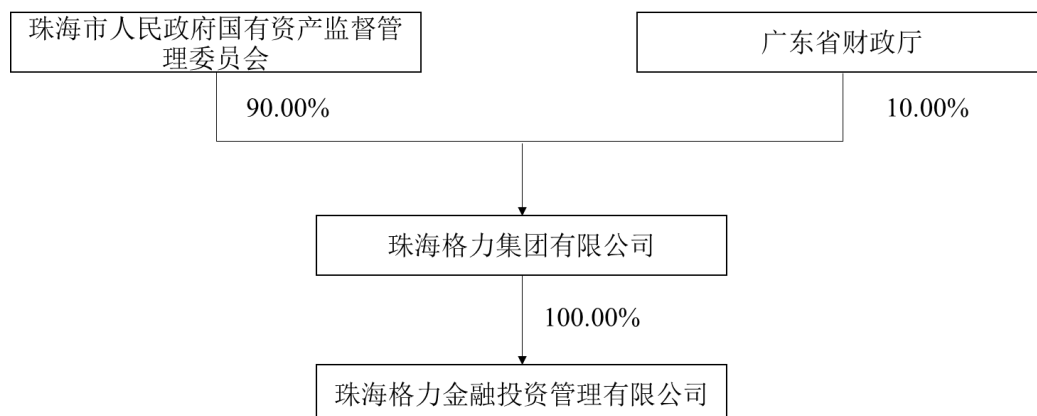 珠海市人民政府国有资产监督管
理委员会
广东省财政厅
90.00%
10.00%
珠海格力集团有限公司
100.00%
珠海格力金融投资管理有限公司